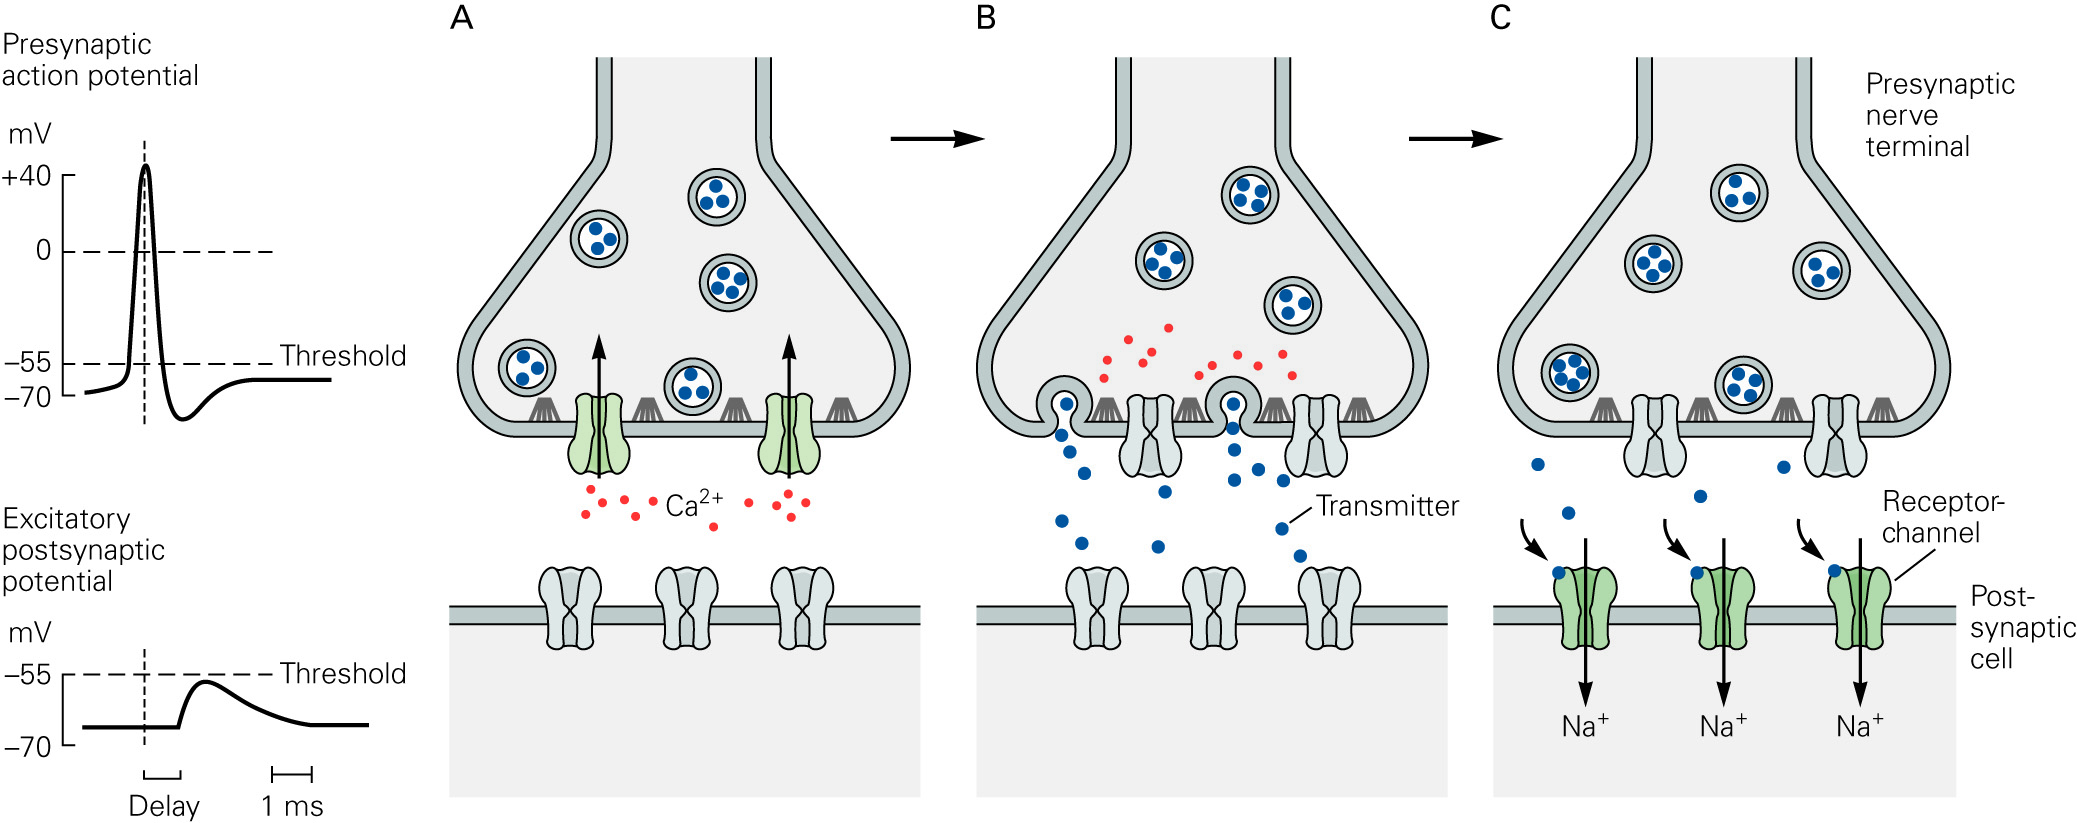 Presynaptic
action potential
mV
+40
0
–55
Threshold
–70
Excitatory
postsynaptic
potential
mV
–55
Threshold
–70
Delay
1 ms
A
Ca²⁺
B
Transmitter
C
Presynaptic
nerve
terminal
Receptor-
channel
Post-
synaptic
cell
Na⁺
Na⁺
Na⁺